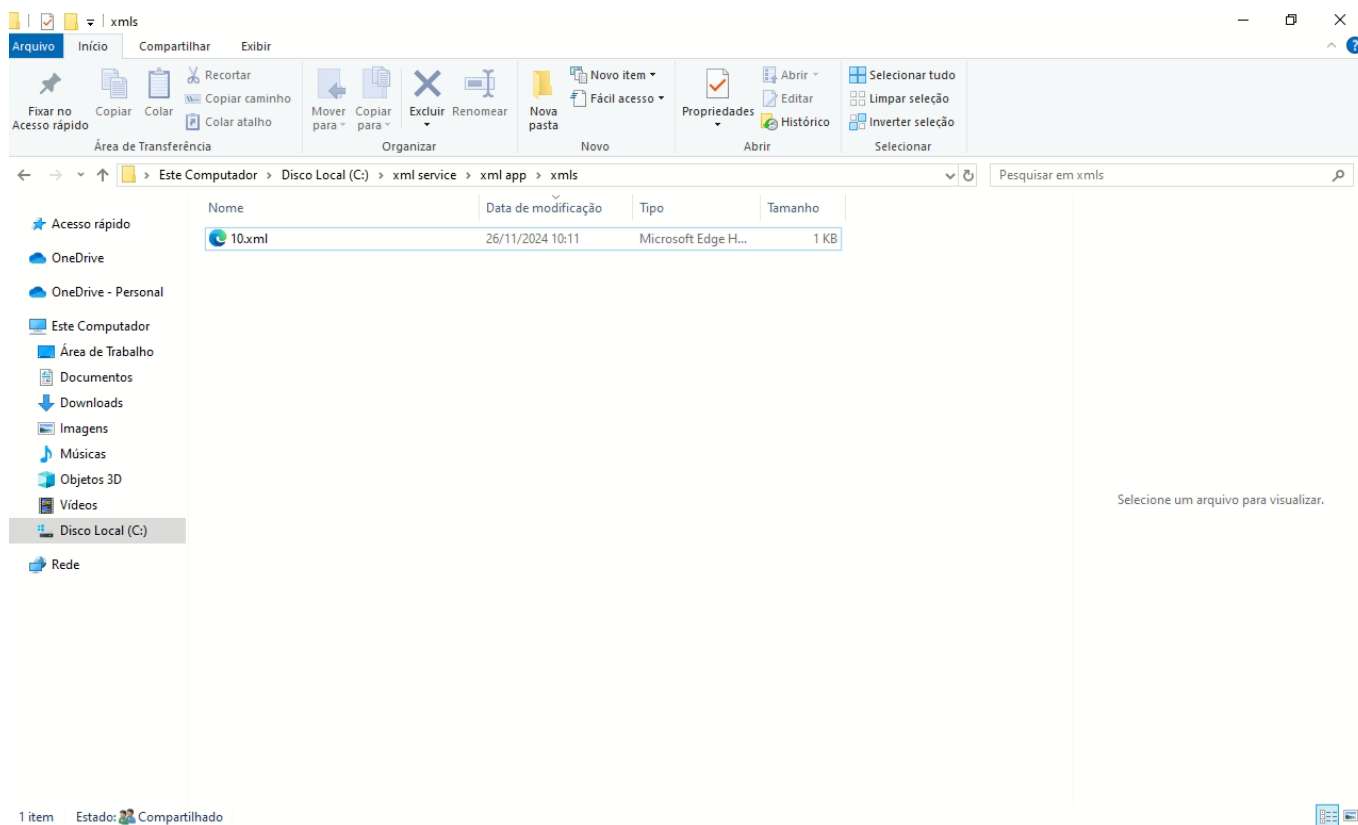 xmls
Arquivo Início Compartilhar Exibir
Fixar no Acesso rápido
Copiar
Colar
Recortar
Copiar caminho
Colar atalho
Área de Transferência
Mover para
Copiar para
Excluir
Renomear
Organizar
Nova pasta
Novo item
Fácil acesso
Novo
Propriedades
Abrir
Editar
Histórico
Abrir
Selecionar tudo
Limpar seleção
Inverter seleção
Selecionar
Este Computador > Disco Local (C:) > xml service > xml app > xmls
Pesquisar em xmls
Nome Data de modificação Tipo Tamanho
10.xml 26/11/2024 10:11 Microsoft Edge H... 1 KB
Acesso rápido
OneDrive
OneDrive - Personal
Este Computador
Área de Trabalho
Documentos
Downloads
Imagens
Músicas
Objetos 3D
Vídeos
Disco Local (C:)
Rede
Selecione um arquivo para visualizar.
1 item Estado: Compartilhado